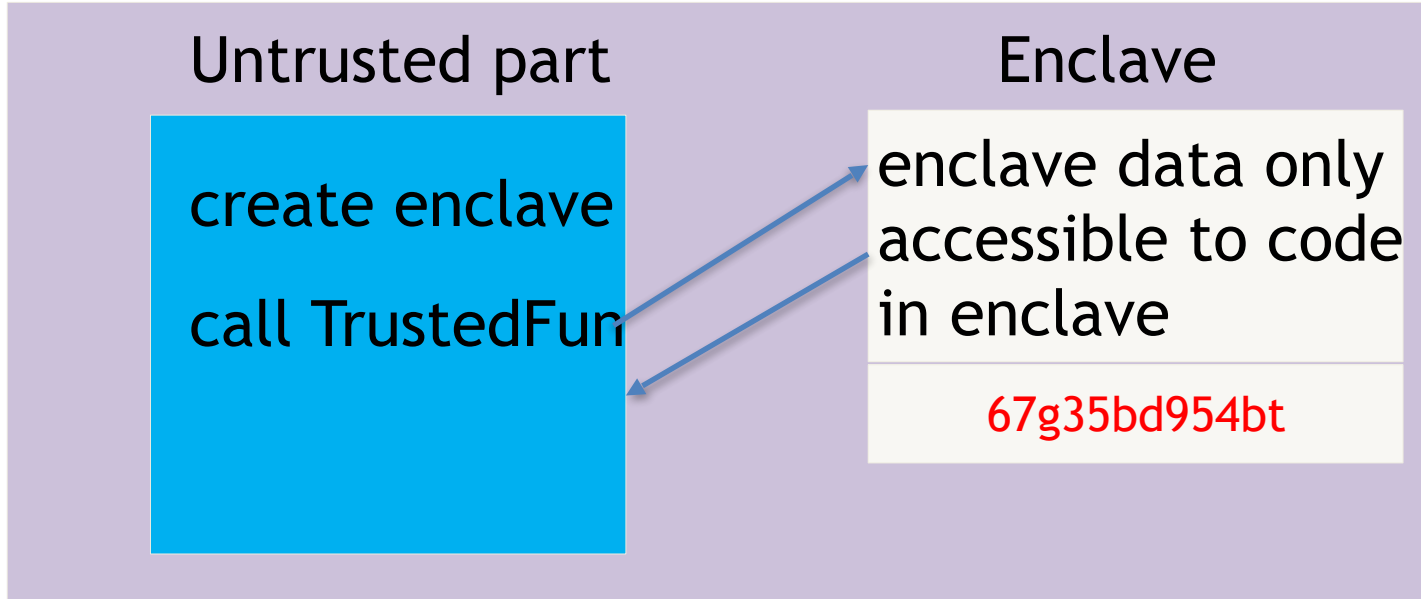 Untrusted part
Enclave
create enclave
call TrustedFun
enclave data only
accessible to code
in enclave
67g35bd954bt